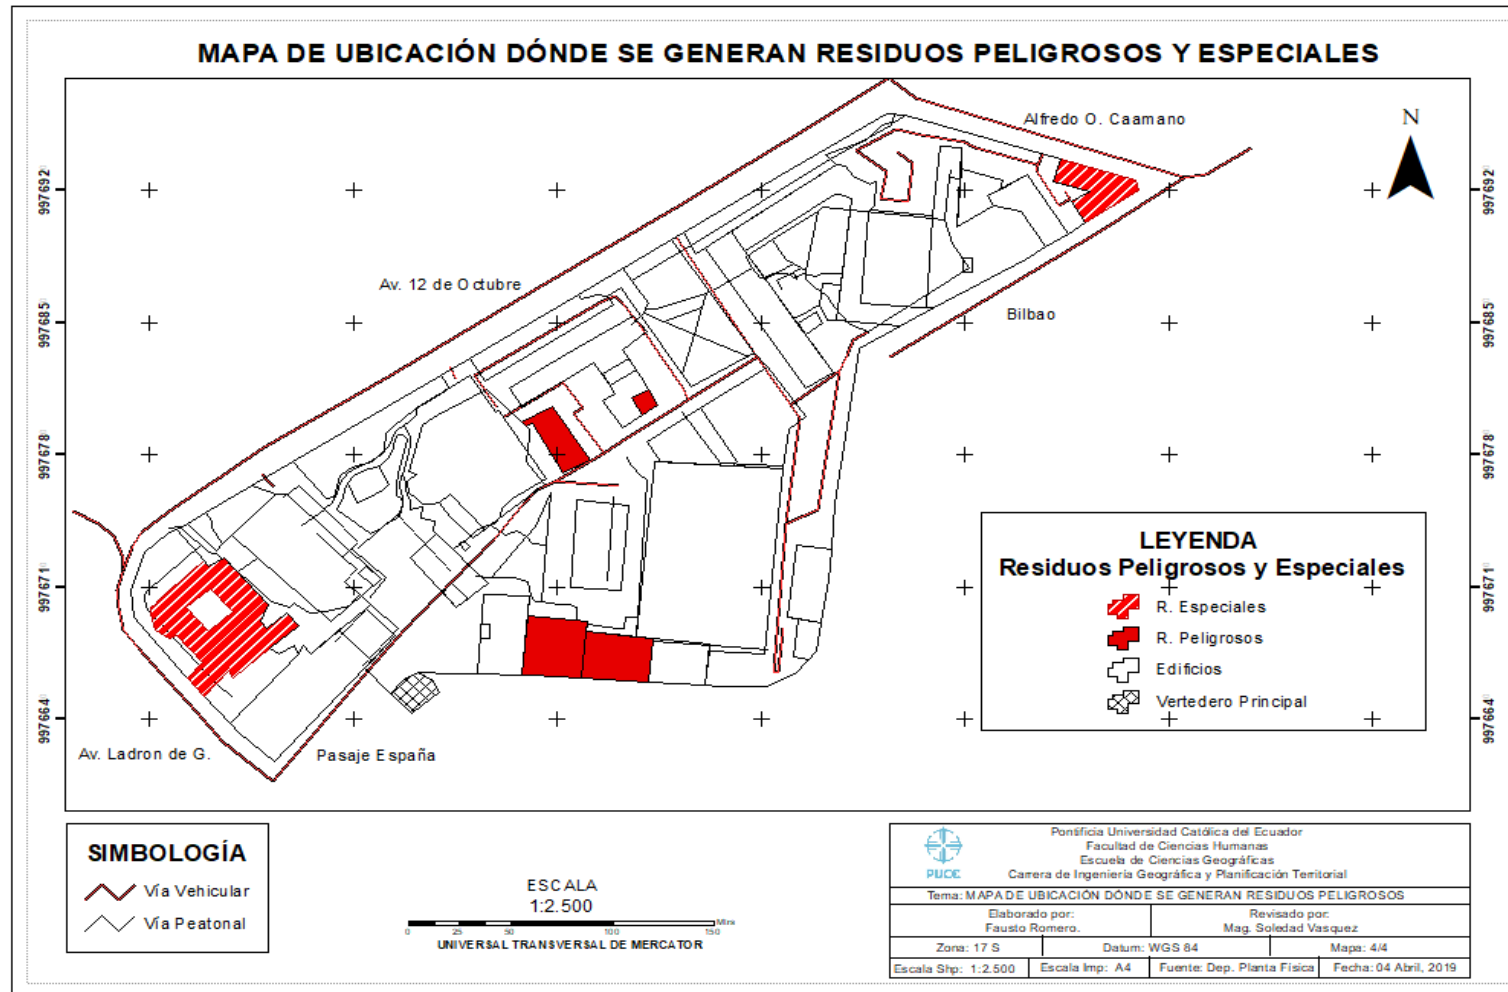 MAPA DE UBICACIÓN DÓNDE SE GENERAN RESIDUOS PELIGROSOS Y ESPECIALES
Alfredo O. Caamano
N
997692
997692
Av. 12 de Octubre
Bilbao
997685
997685
997678
997678
LEYENDA
Residuos Peligrosos y Especiales
R. Especiales
R. Peligrosos
Edificios
Vertedero Principal
997671
997671
997664
997664
Av. Ladron de G.
Pasaje España
SIMBOLOGÍA
Vía Vehicular
Vía Peatonal
ESCALA
1:2.500
Mtrs
0 25 50 100 150
UNIVERSAL TRANSVERSAL DE MERCATOR
PUCE
Pontificia Universidad Católica del Ecuador
Facultad de Ciencias Humanas
Escuela de Ciencias Geográficas
Carrera de Ingeniería Geográfica y Planificación Territorial
Tema: MAPA DE UBICACIÓN DÓNDE SE GENERAN RESIDUOS PELIGROSOS
Elaborado por:
Fausto Romero.
Revisado por:
Mag. Soledad Vasquez
Zona: 17 S
Datum: WGS 84
Mapa: 4/4
Escala Shp: 1:2.500
Escala Imp: A4
Fuente: Dep. Planta Física
Fecha: 04 Abril, 2019